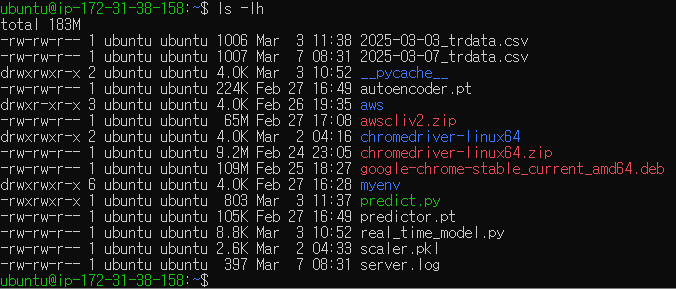 ubuntu@ip-172-31-38-158:~$ ls -lh
total 183M
-rw-rw-r-- 1 ubuntu ubuntu 1006 Mar  3 11:38 2025-03-03_trdata.csv
-rw-rw-r-- 1 ubuntu ubuntu 1007 Mar  7 08:31 2025-03-07_trdata.csv
drwxrwxr-x 2 ubuntu ubuntu 4.0K Mar  3 10:52 __pycache__
-rw-rw-r-- 1 ubuntu ubuntu 224K Feb 27 16:49 autoencoder.pt
drwxr-xr-x 3 ubuntu ubuntu 4.0K Feb 26 19:35 aws
-rw-rw-r-- 1 ubuntu ubuntu  65M Feb 27 17:08 awscliv2.zip
drwxrwxr-x 2 ubuntu ubuntu 4.0K Mar  2 04:16 chromedriver-linux64
-rw-rw-r-- 1 ubuntu ubuntu 9.2M Feb 24 23:05 chromedriver-linux64.zip
-rw-rw-r-- 1 ubuntu ubuntu 109M Feb 25 18:27 google-chrome-stable_current_amd64.deb
drwxrwxr-x 6 ubuntu ubuntu 4.0K Feb 27 16:28 myenv
-rwxrwxr-x 1 ubuntu ubuntu  803 Mar  3 11:37 predict.py
-rw-rw-r-- 1 ubuntu ubuntu 105K Feb 27 16:49 predictor.pt
-rw-rw-r-- 1 ubuntu ubuntu 8.8K Mar  3 10:52 real_time_model.py
-rw-rw-r-- 1 ubuntu ubuntu 2.6K Mar  2 04:33 scaler.pkl
-rw-rw-r-- 1 ubuntu ubuntu  397 Mar  7 08:31 server.log
ubuntu@ip-172-31-38-158:~$